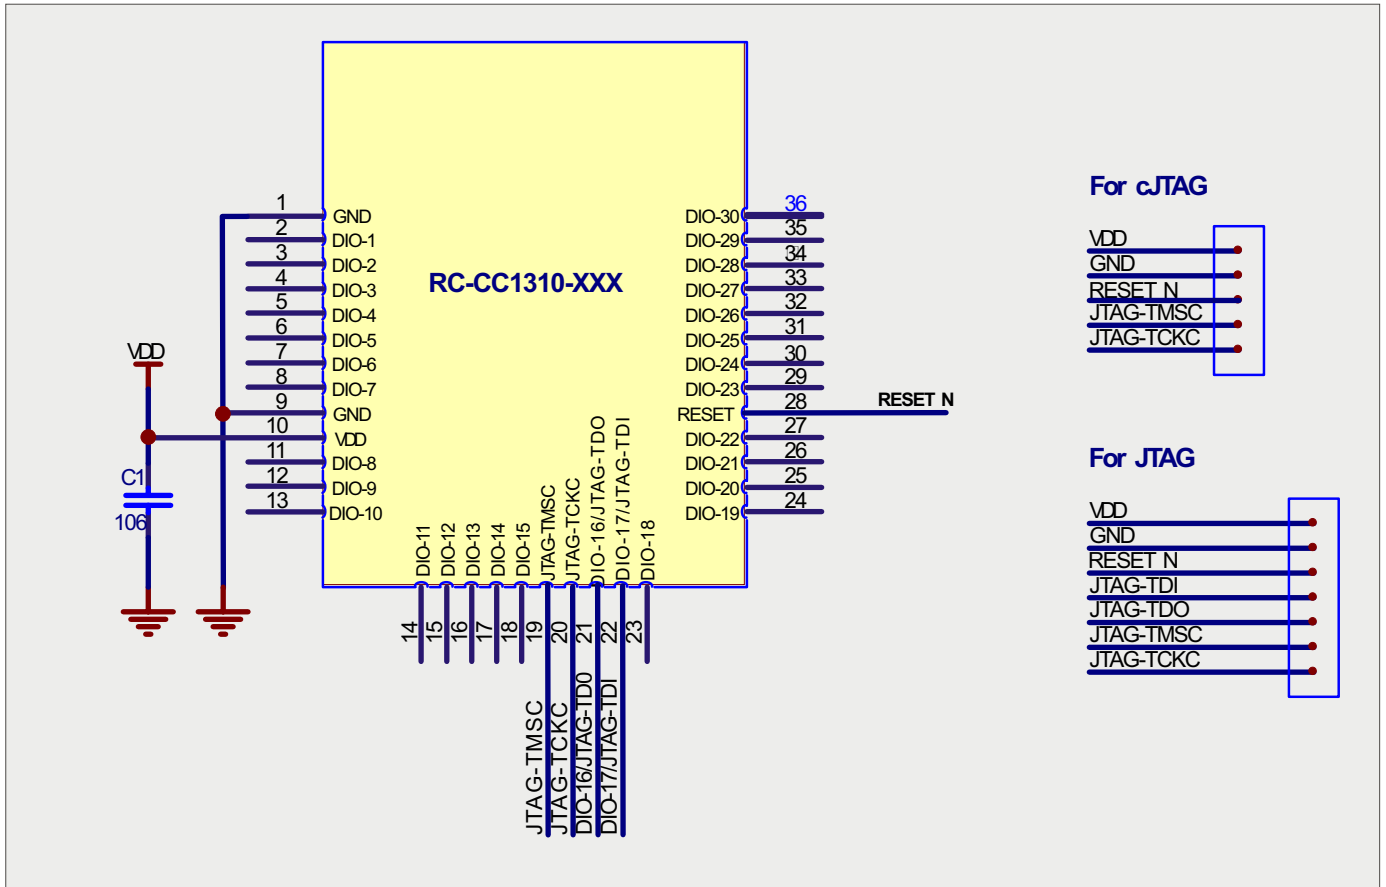 RC-CC1310-XXX
1 GND
2 DIO-1
3 DIO-2
4 DIO-3
5 DIO-4
6 DIO-5
7 DIO-6
8 DIO-7
9 GND
10 VDD
11 DIO-8
12 DIO-9
13 DIO-10
VDD
C1
106
DIO-30 36
DIO-29 35
DIO-28 34
DIO-27 33
DIO-26 32
DIO-25 31
DIO-24 30
DIO-23 29
RESET 28
RESET N
DIO-22 27
DIO-21 26
DIO-20 25
DIO-19 24
DIO-11 14
DIO-12 15
DIO-13 16
DIO-14 17
DIO-15 18
JTAG-TMSC 19
JTAG-TCKC 20
DIO-16/JTAG-TDO 21
DIO-17/JTAG-TDI 22
DIO-18 23
JTAG-TMSC
JTAG-TCKC
DIO-16/JTAG-TD0
DIO-17/JTAG-TDI
For cJTAG
VDD
GND
RESET N
JTAG-TMSC
JTAG-TCKC
For JTAG
VDD
GND
RESET N
JTAG-TDI
JTAG-TDO
JTAG-TMSC
JTAG-TCKC